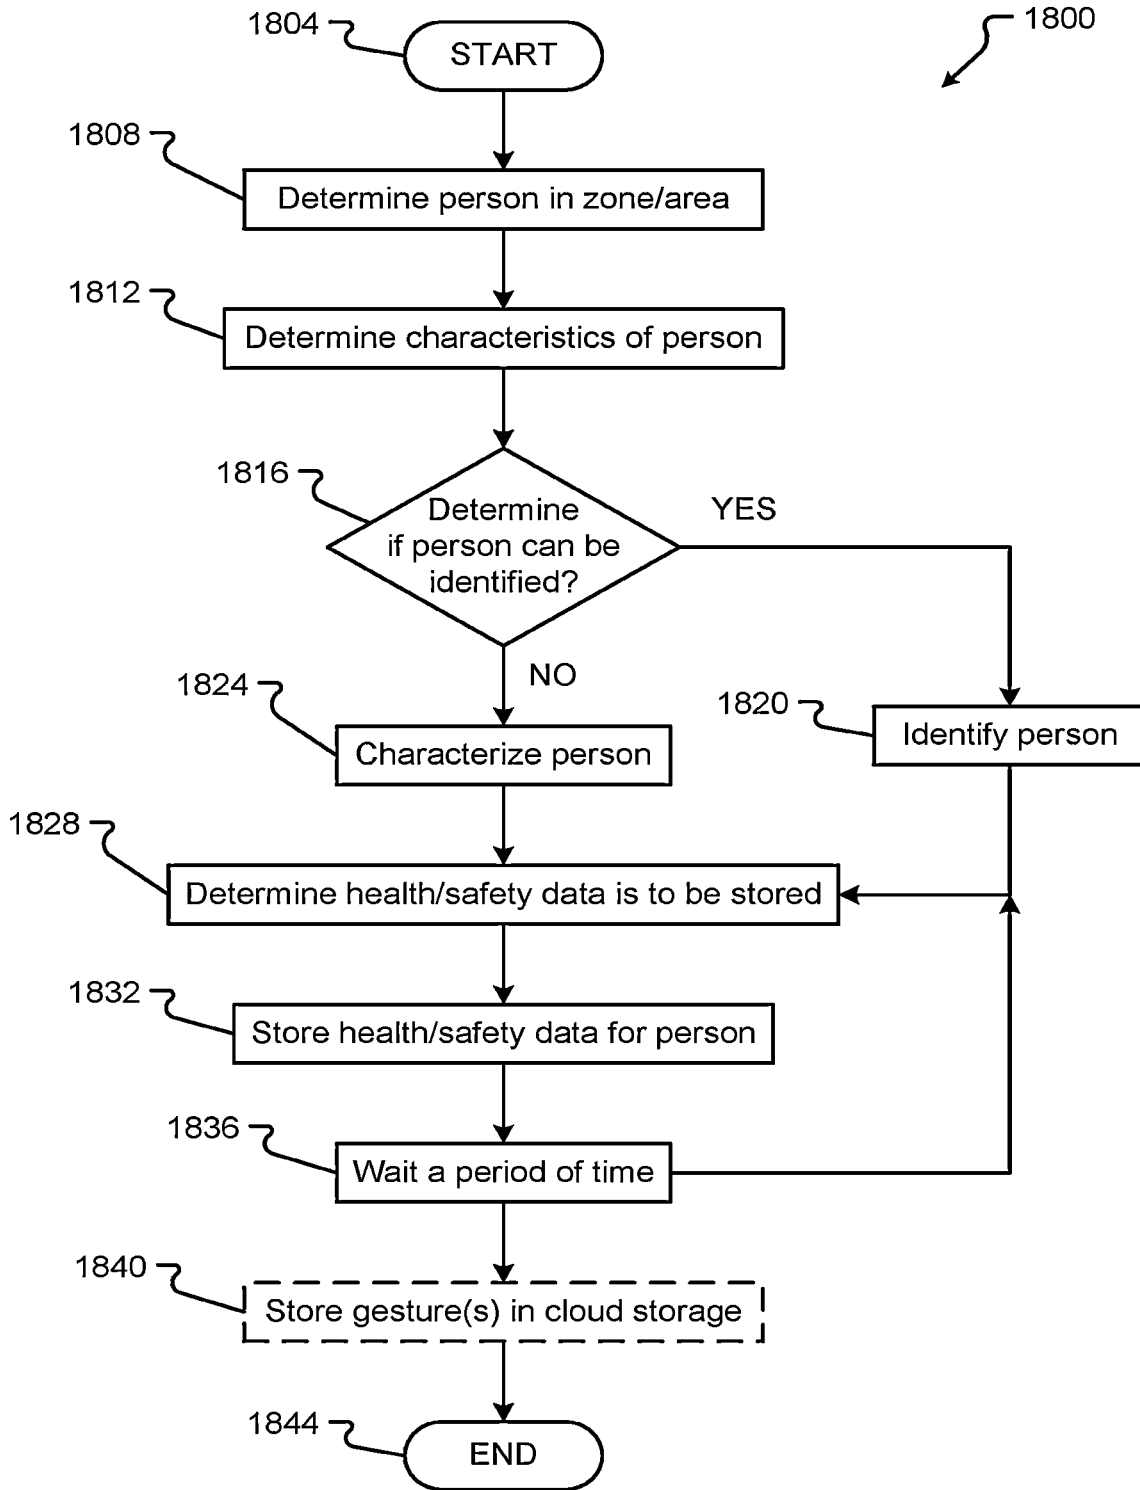 1804
START
1800
1808
Determine person in zone/area
1812
Determine characteristics of person
1816
Determine
if person can be
identified?
YES
NO
1824
Characterize person
1820
Identify person
1828
Determine health/safety data is to be stored
1832
Store health/safety data for person
1836
Wait a period of time
1840
Store gesture(s) in cloud storage
1844
END